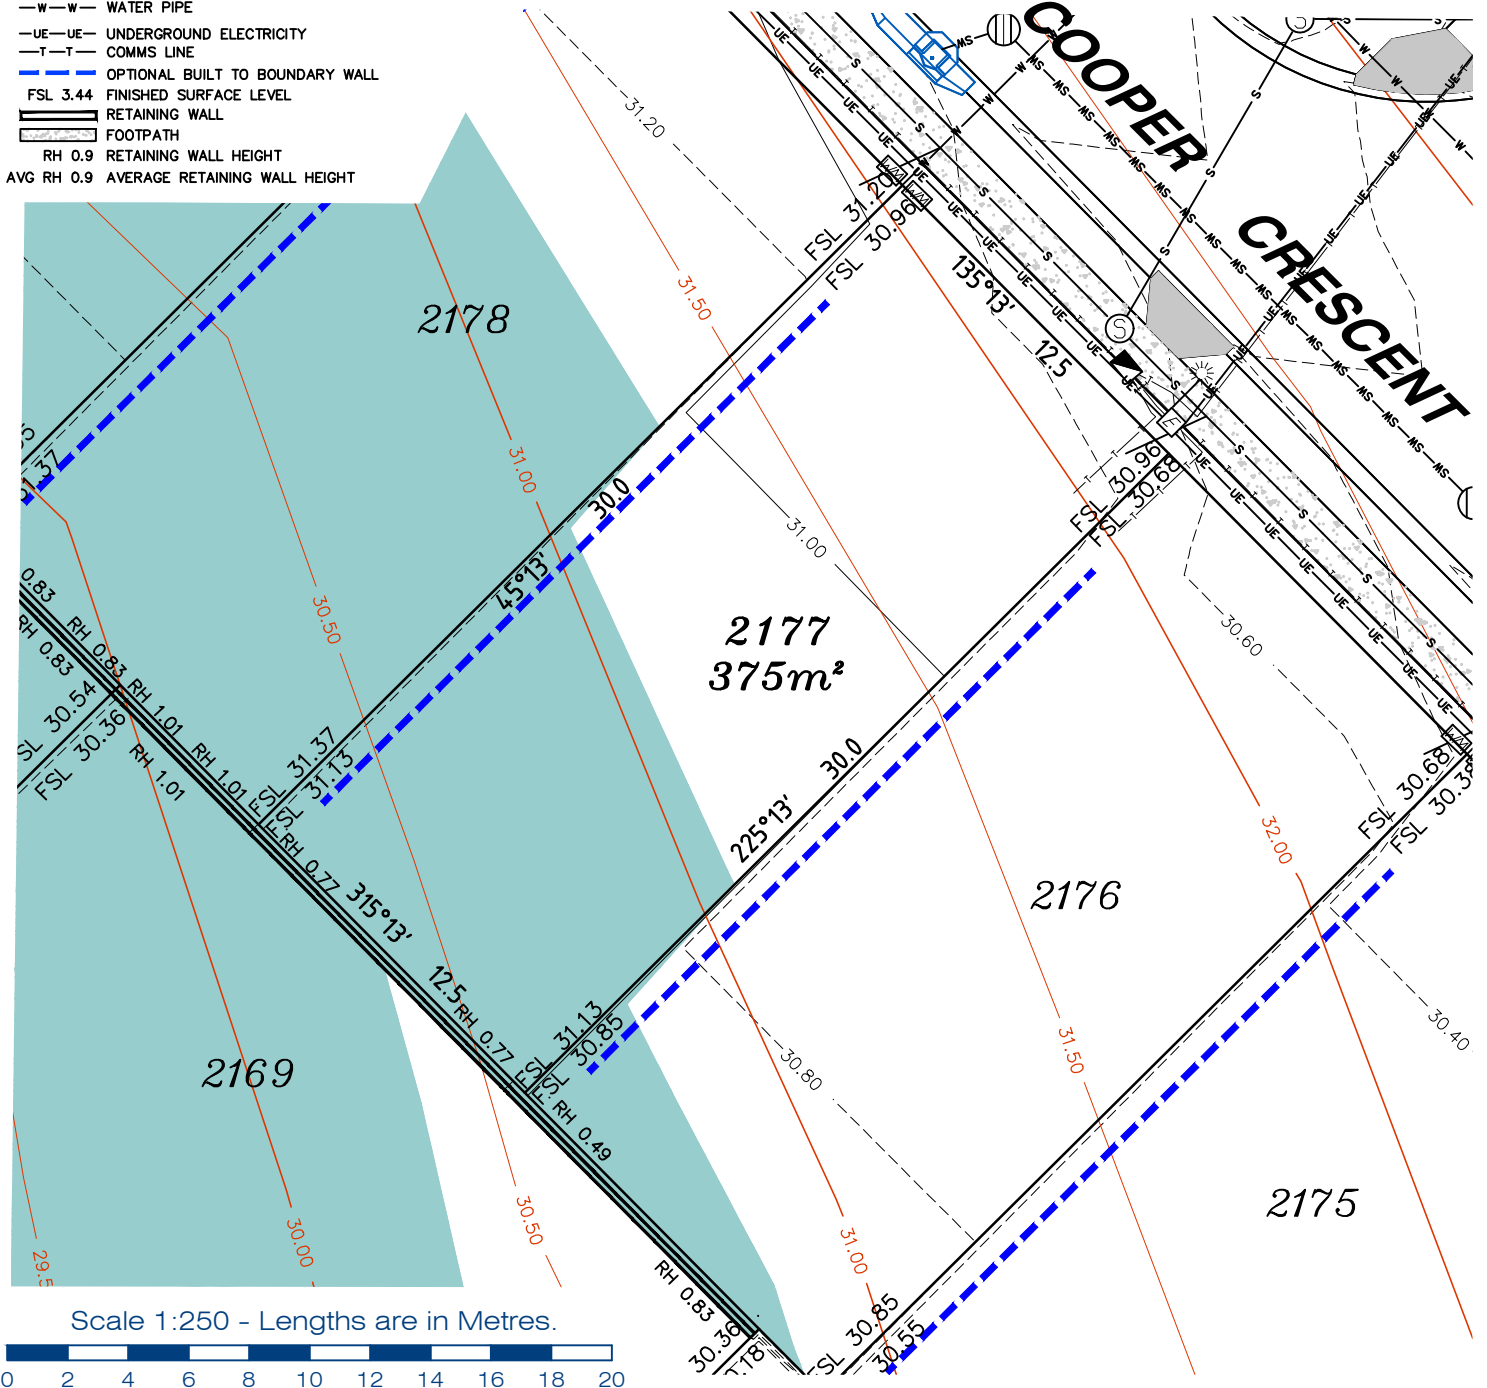 —W—W— WATER PIPE
—UE—UE— UNDERGROUND ELECTRICITY
—T—T— COMMS LINE
OPTIONAL BUILT TO BOUNDARY WALL
FSL 3.44 FINISHED SURFACE LEVEL
RETAINING WALL
FOOTPATH
RH 0.9 RETAINING WALL HEIGHT
AVG RH 0.9 AVERAGE RETAINING WALL HEIGHT
COOPER
CRESCENT
31.20
FSL 31.20
FSL 30.96
135°13'
12.5
31.50
2178
31.00
30.0
45°13'
31.00
FSL 30.96
FSL 30.68
30.60
2177
375m²
30.50
31.37
0.83
RH 0.83
RH 0.83
RH 1.01
RH 1.01
RH 1.01
30.54
FSL 30.36
FSL 31.37
FSL 31.13
30.0
225°13'
FSL 30.68
FSL 30.38
32.00
2176
RH 0.77
315°13'
12.5
RH 0.77
FSL 31.13
FSL 30.85
30.80
31.50
30.40
2169
RH 0.49
2175
30.00
30.50
31.00
RH 0.83
30.36
FSL 30.85
30.55
Scale 1:250 - Lengths are in Metres.
0 2 4 6 8 10 12 14 16 18 20